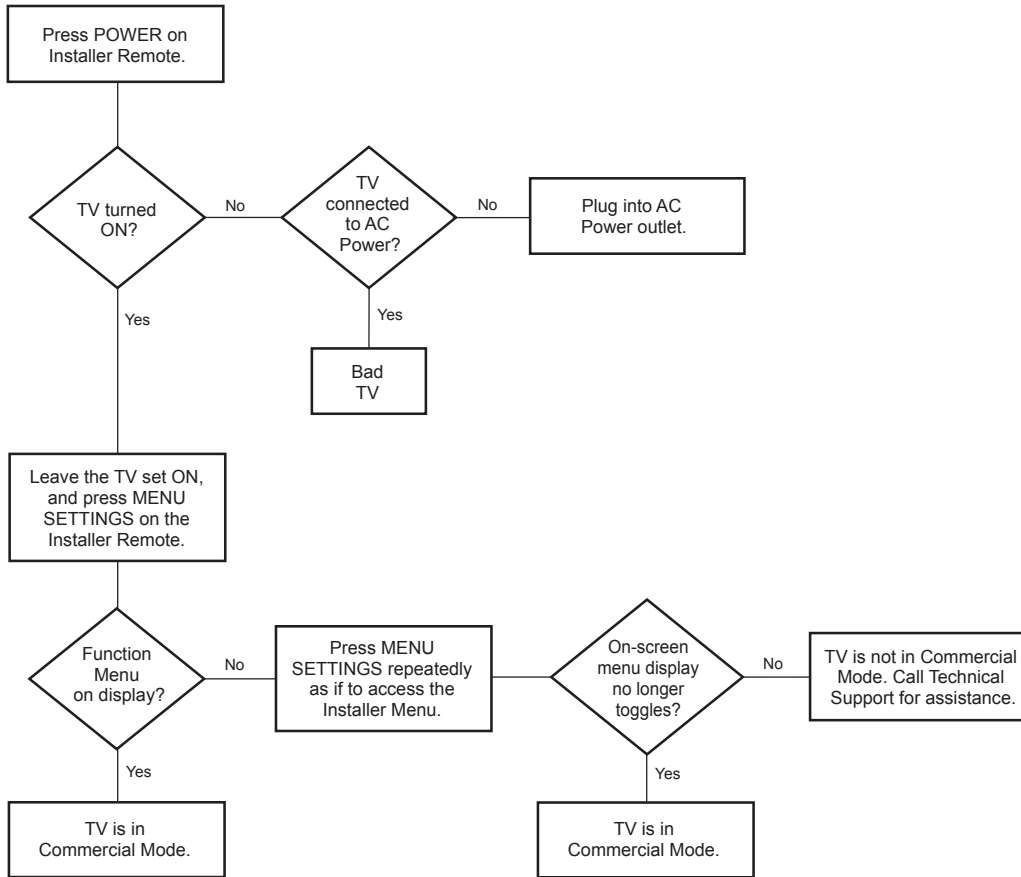 Press POWER on
Installer Remote.
TV turned
ON?
No
TV
connected
to AC
Power?
No
Plug into AC
Power outlet.
Yes
Bad
TV
Yes
Leave the TV set ON,
and press MENU
SETTINGS on the
Installer Remote.
Function
Menu
on display?
No
Press MENU
SETTINGS repeatedly
as if to access the
Installer Menu.
On-screen
menu display
no longer
toggles?
No
TV is not in Commercial
Mode. Call Technical
Support for assistance.
Yes
TV is in
Commercial Mode.
Yes
TV is in
Commercial Mode.